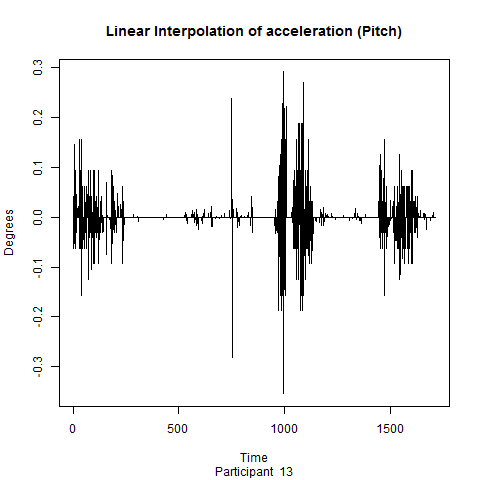 Linear Interpolation of acceleration (Pitch)
Degrees
0.3
0.2
0.1
0.0
-0.1
-0.2
-0.3
0 500 1000 1500
Time
Participant 13